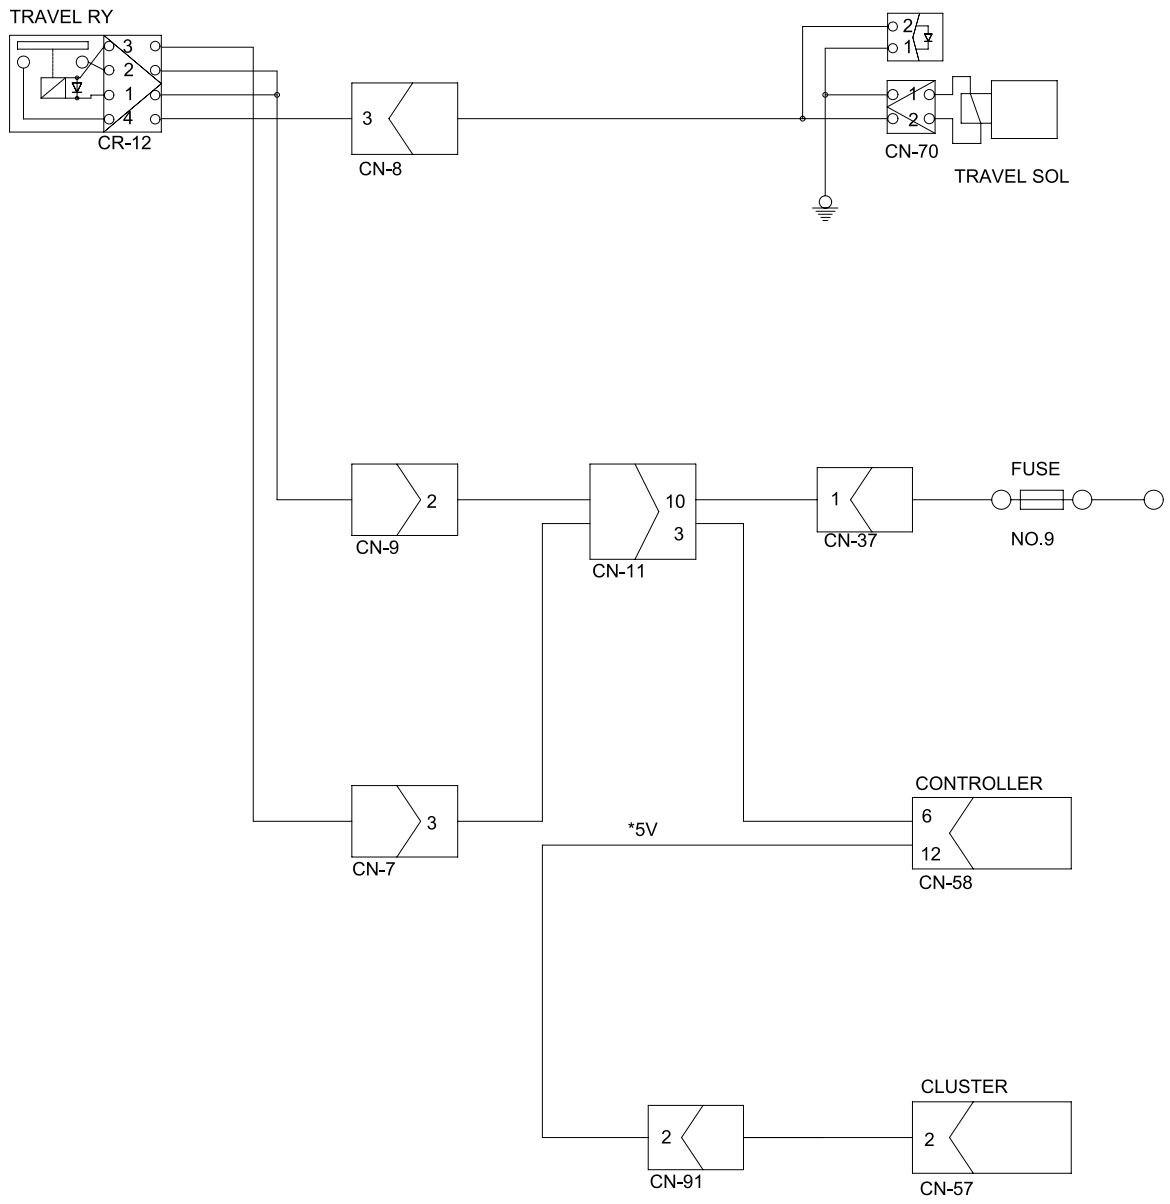 TRAVEL RY
3
2
1
4
CR-12
3
CN-8
2
1
1
2
CN-70
TRAVEL SOL
2
CN-9
10
3
CN-11
1
CN-37
FUSE
NO.9
3
CN-7
*5V
CONTROLLER
6
12
CN-58
2
CN-91
CLUSTER
2
CN-57